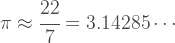 π ≈ 22/7 = 3.14285⋯